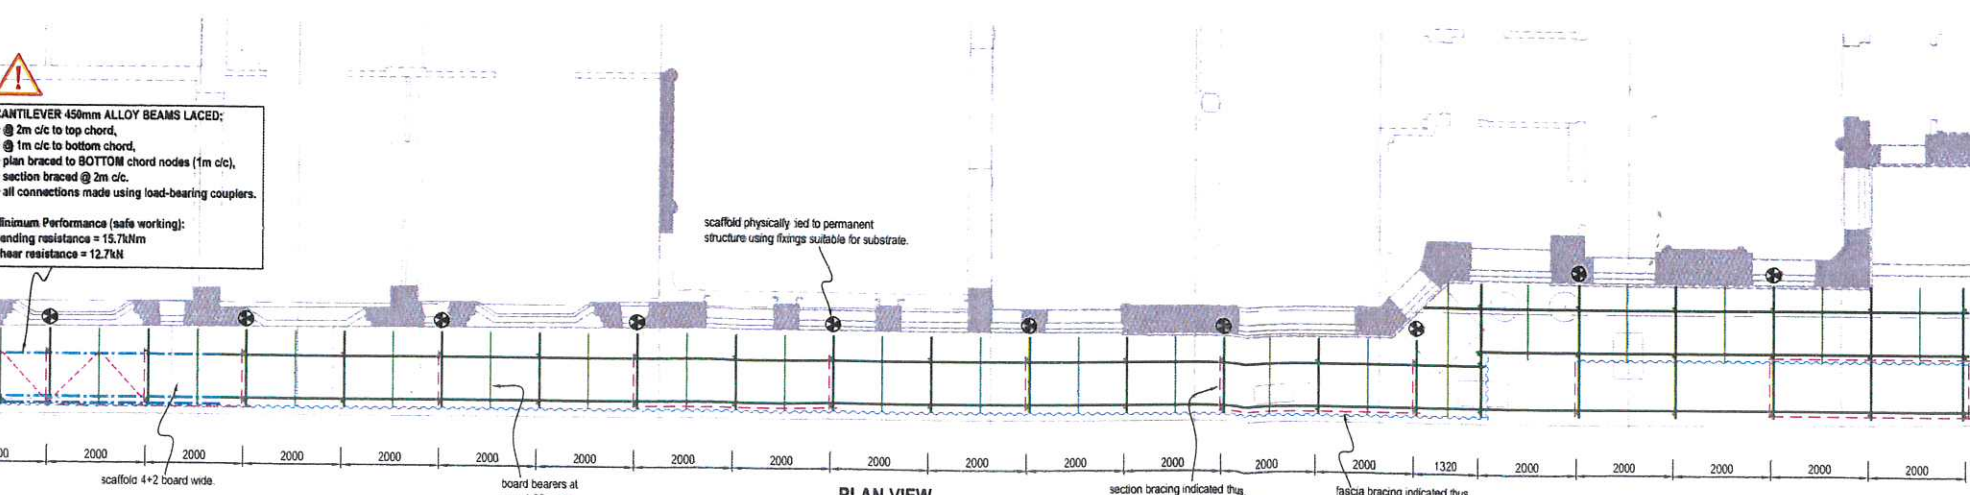 !
CANTILEVER 450mm ALLOY BEAMS LACED:
@ 2m c/c to top chord,
@ 1m c/c to bottom chord,
plan braced to BOTTOM chord nodes (1m c/c),
section braced @ 2m c/c.
all connections made using load-bearing couplers.
inimum Performance (safe working):
ending resistance = 15.7kNm
hear resistance = 12.7kN
scaffold physically ied to permanent
structure using fixings suitable for substrate.
00 2000 2000 2000 2000 2000 2000 2000 2000 2000 2000 2000 2000 2000 2000 1320 2000 2000 2000 2000 2000
scaffold 4+2 board wide.
board bearers at
PLAN VIEW
section bracing indicated thus.
fascia bracing indicated thus